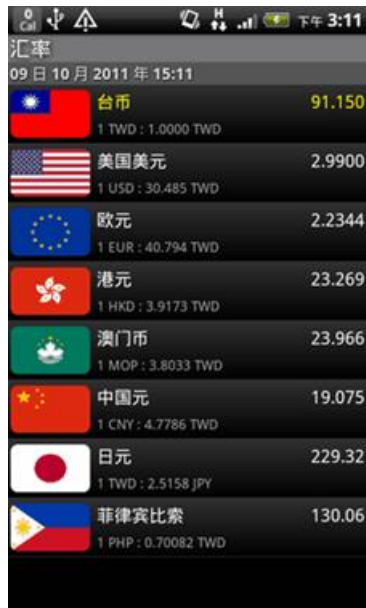 0
Cal
H
下午 3:11
汇率
09 日 10 月 2011 年 15:11
台币 91.150
1 TWD : 1.0000 TWD
美国美元 2.9900
1 USD : 30.485 TWD
欧元 2.2344
1 EUR : 40.794 TWD
港元 23.269
1 HKD : 3.9173 TWD
澳门币 23.966
1 MOP : 3.8033 TWD
中国元 19.075
1 CNY : 4.7786 TWD
日元 229.32
1 TWD : 2.5158 JPY
菲律宾比索 130.06
1 PHP : 0.70082 TWD